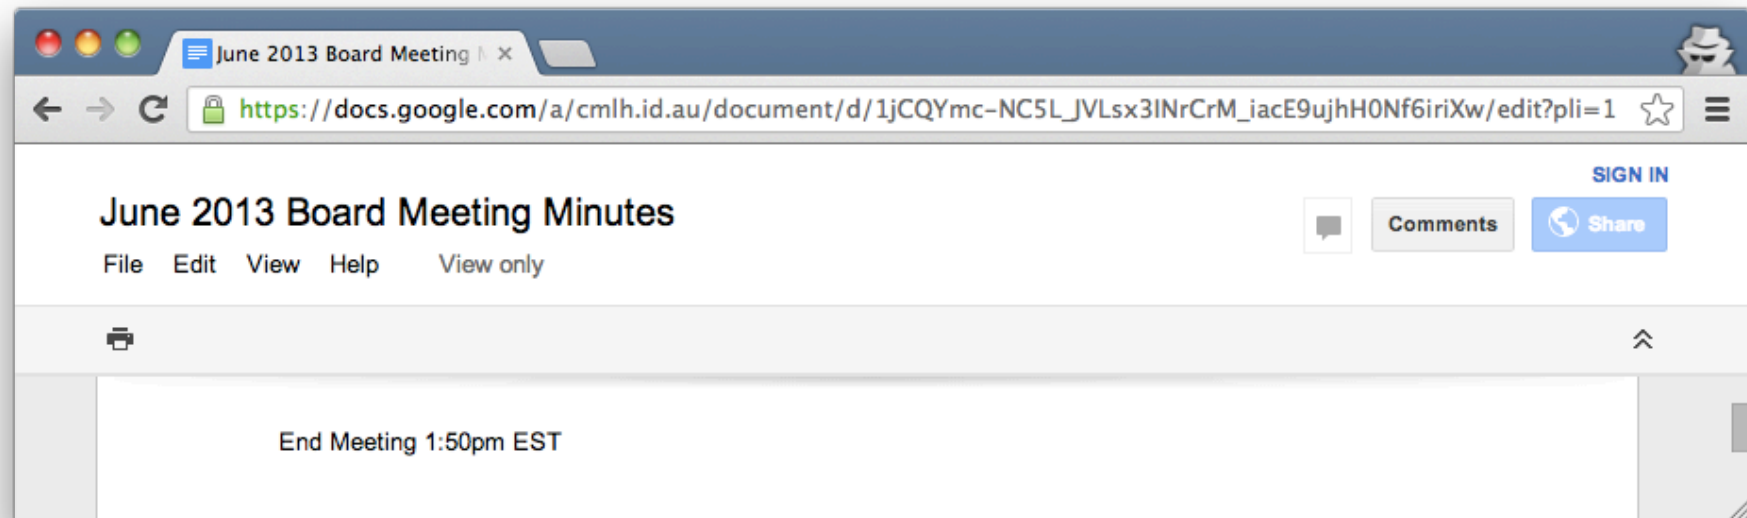 June 2013 Board Meeting
https://docs.google.com/a/cmlh.id.au/document/d/1jCQYmc-NC5L_JVLsx3INrCrM_iacE9ujhH0Nf6iriXw/edit?pli=1
SIGN IN
June 2013 Board Meeting Minutes
Comments
Share
File Edit View Help View only
End Meeting 1:50pm EST